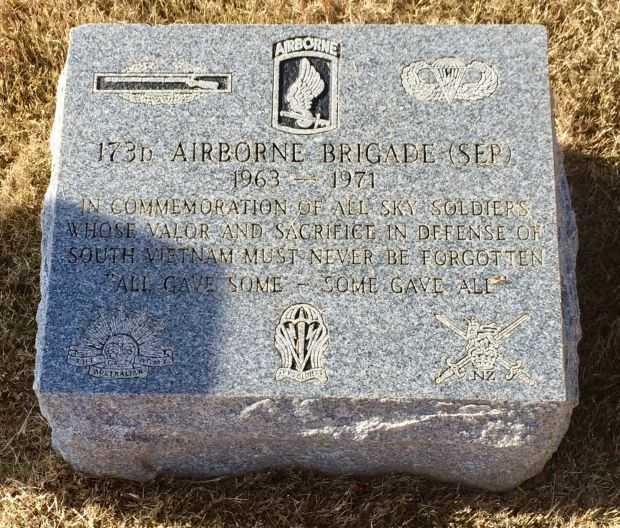 AIRBORNE
173D AIRBORNE BRIGADE (SEP)
1963 — 1971
IN COMMEMORATION OF ALL SKY SOLDIERS
WHOSE VALOR AND SACRIFICE IN DEFENSE OF
SOUTH VIETNAM MUST NEVER BE FORGOTTEN
"ALL GAVE SOME – SOME GAVE ALL"
AUSTRALIAN
NZ